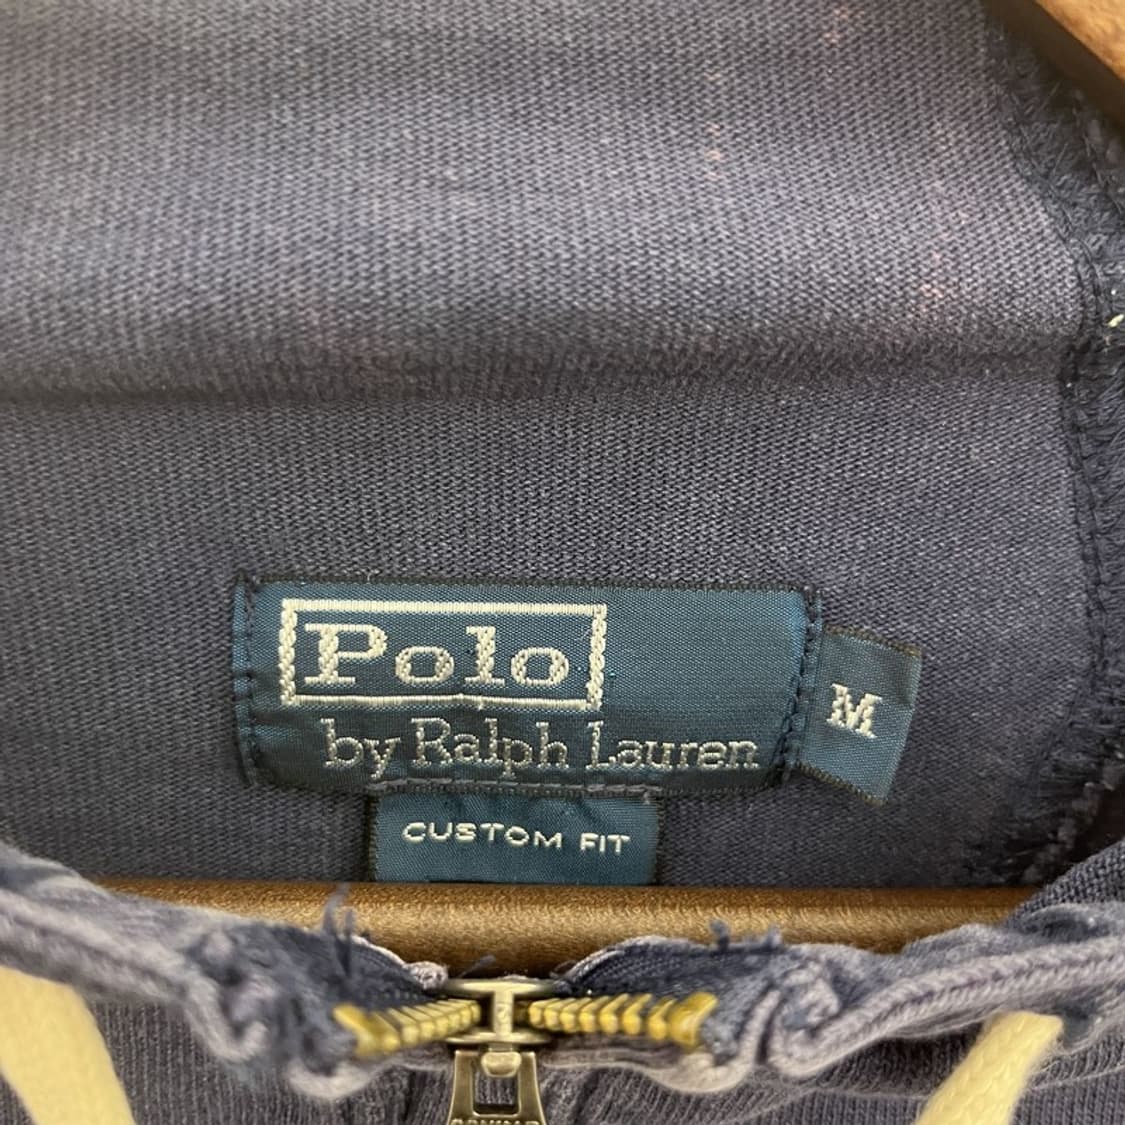 Polo
by Ralph Lauren
M
CUSTOM FIT